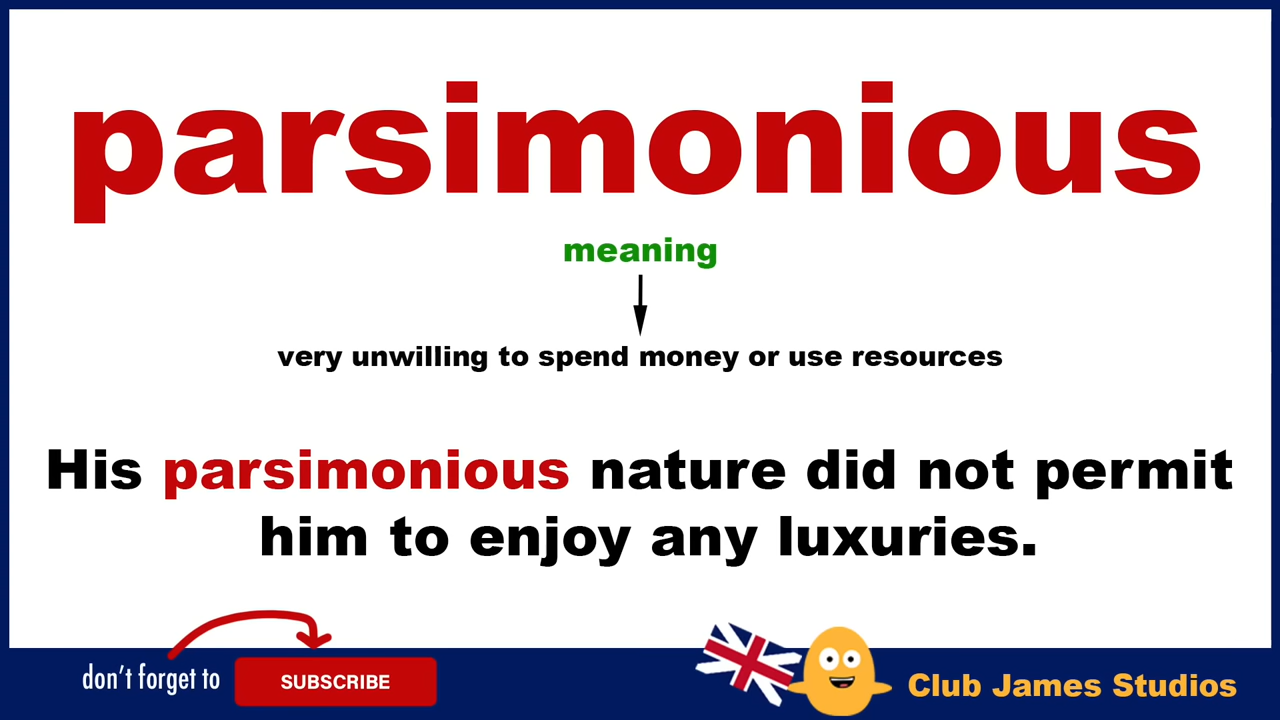 parsimonious
meaning
very unwilling to spend money or use resources
His parsimonious nature did not permit
him to enjoy any luxuries.
don't forget to
SUBSCRIBE
Club James Studios